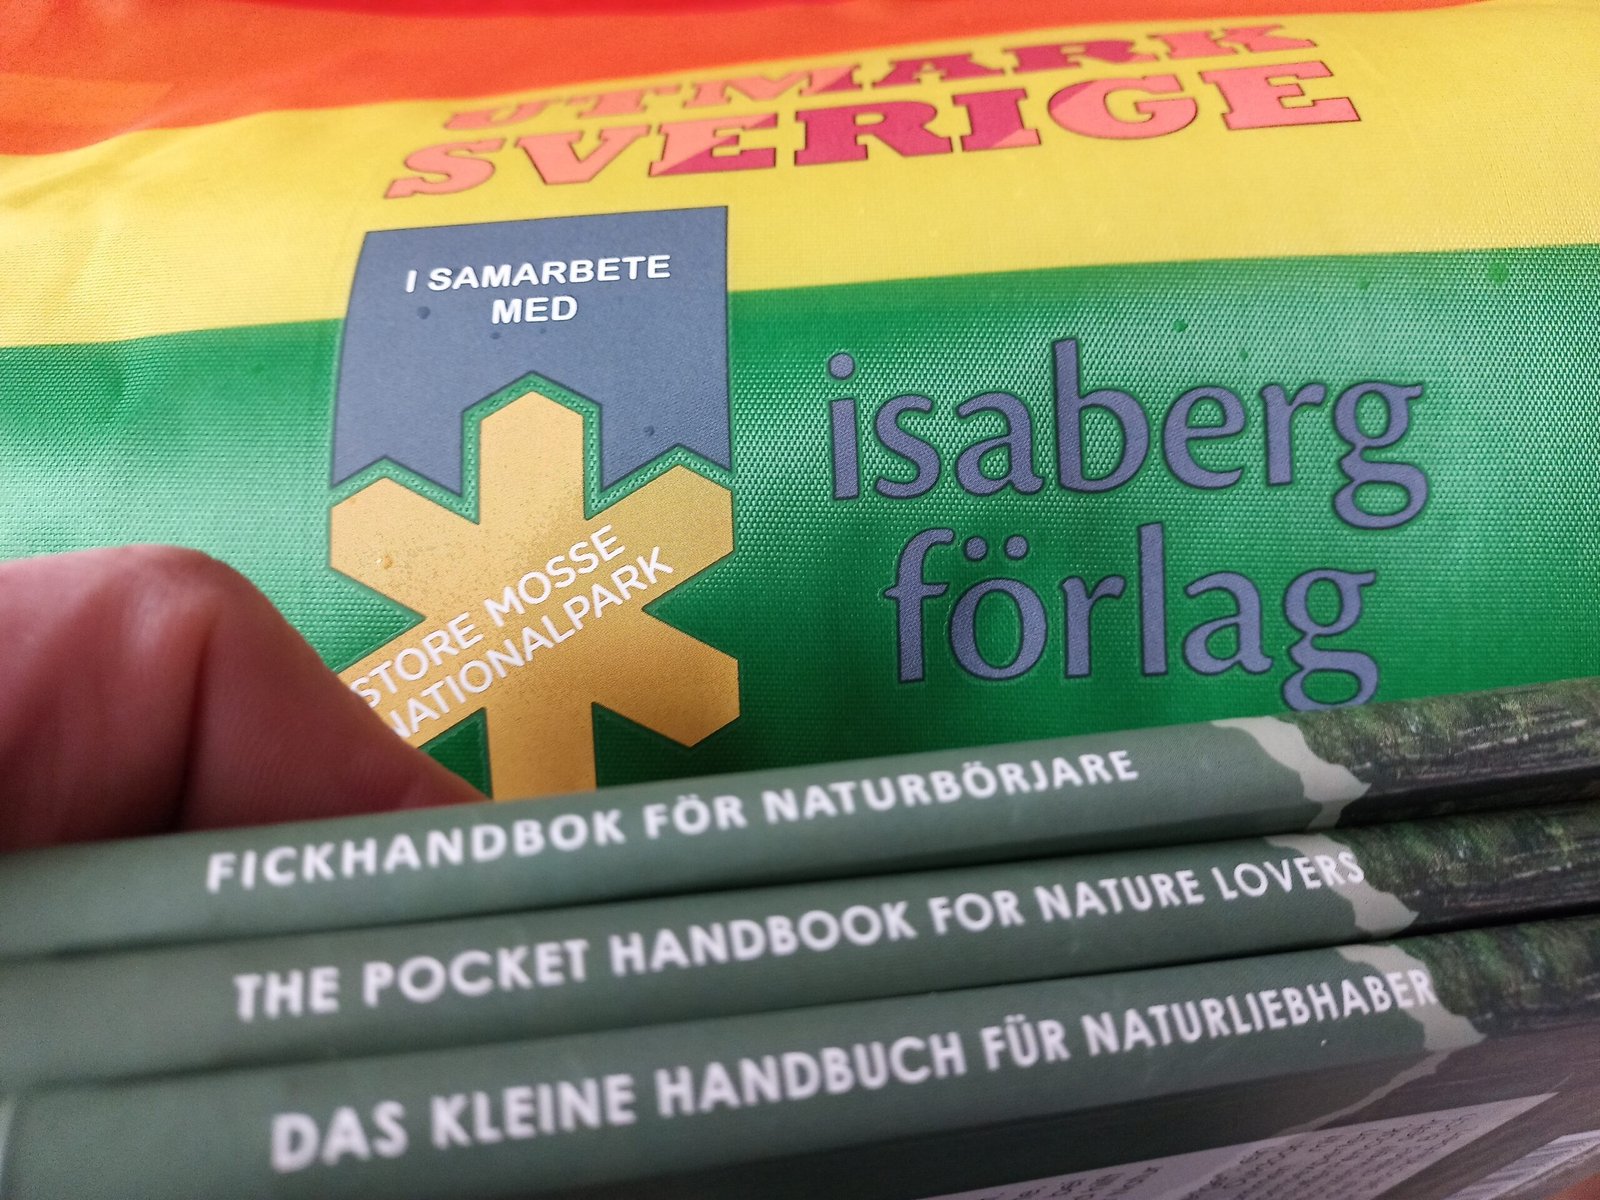 UTMARK
SVERIGE
I SAMARBETE
MED
STORE MOSSE
NATIONALPARK
isaberg
förlag
FICKHANDBOK FÖR NATURBÖRJARE
THE POCKET HANDBOOK FOR NATURE LOVERS
DAS KLEINE HANDBUCH FÜR NATURLIEBHABER